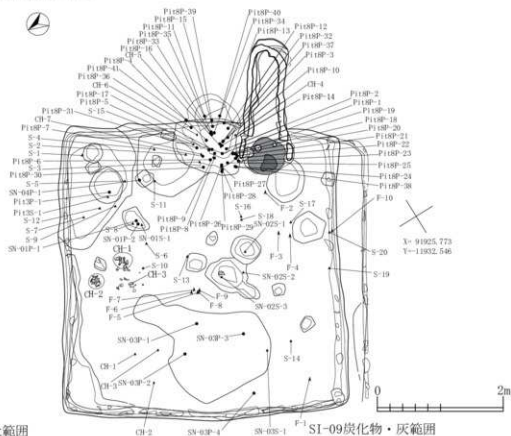 Pit8P-39
Pit8P-15
Pit8P-11
Pit8P-35
Pit8P-33
Pit8P-16
CH-5
Pit8P-4
Pit8P-41
Pit8P-36
CH-6
Pit8P-17
Pit8P-5
S-15
Pit8P-31
CH-7
Pit8P-7
S-4
S-2
S-1
Pit8P-6
S-3
Pit8P-30
S-5
SN-04P-1
Pit3P-1
Pit3S-1
S-12
S-7
S-9
SN-01P-1
Pit8P-40
Pit8P-34
Pit8P-13
Pit8P-12
Pit8P-32
Pit8P-37
Pit8P-3
Pit8P-10
CH-4
Pit8P-14
Pit8P-2
Pit8P-1
Pit8P-19
Pit8P-18
Pit8P-20
Pit8P-21
Pit8P-22
Pit8P-23
Pit8P-25
Pit8P-24
Pit8P-38
F-10
S-11
Pit8P-9
Pit8P-8
Pit8P-26
Pit8P-29
Pit8P-28
Pit8P-27
S-16
S-18
F-2
S-17
SN-02S-1
S-8
SN-01P-2
SN-01S-1
CH-1
S-6
S-10
CH-3
CH-2
S-13
F-3
F-4
S-20
S-19
X= 91925,773
Y=-11932,546
SN-02S-2
SN-02S-3
F-7
F-6
F-5
F-9
F-8
SN-03P-1
SN-03P-3
CH-1
CH-3
SN-03P-2
S-14
CH-2
SN-03P-4
SN-03S-1
F-1
0
2m
範囲
SI-09炭化物・灰範囲